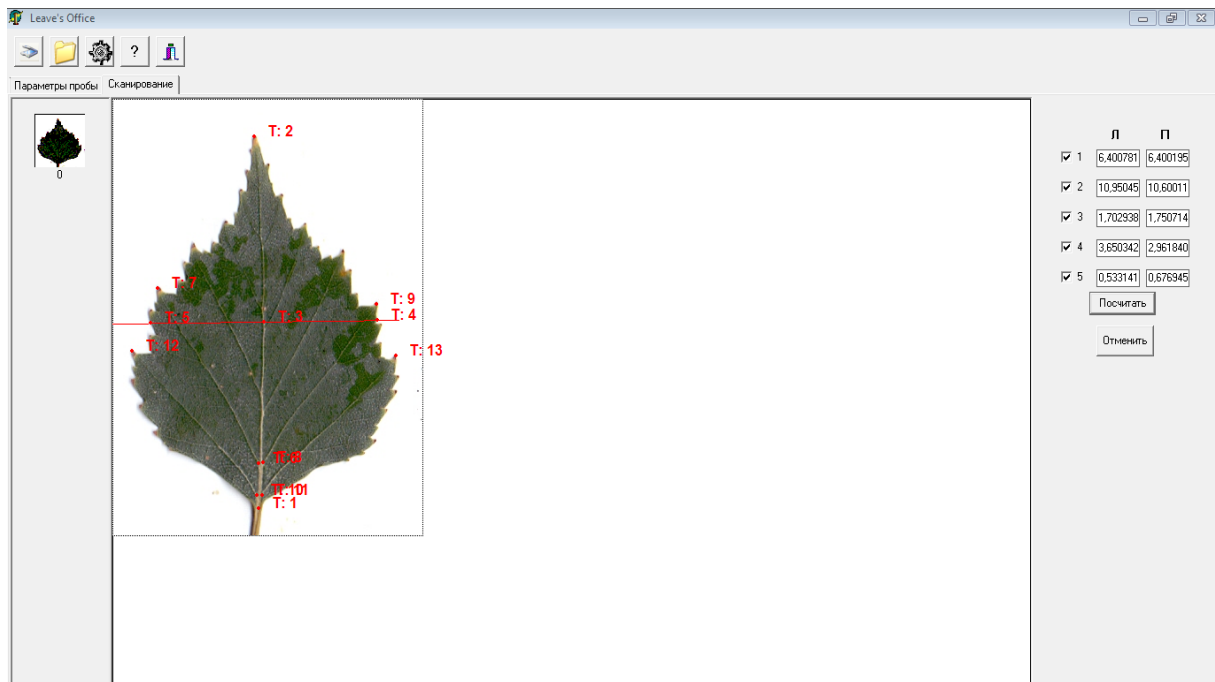 Leave's Office
?
Параметры пробы Сканирование
0
T: 2
T: 7
T: 9
T: 5
T: 3
T: 4
T: 12
T: 13
T: 1
Л П
1 6,400781 6,400195
2 10,95045 10,60011
3 1,702938 1,750714
4 3,650342 2,961840
5 0,533141 0,676945
Посчитать
Отменить